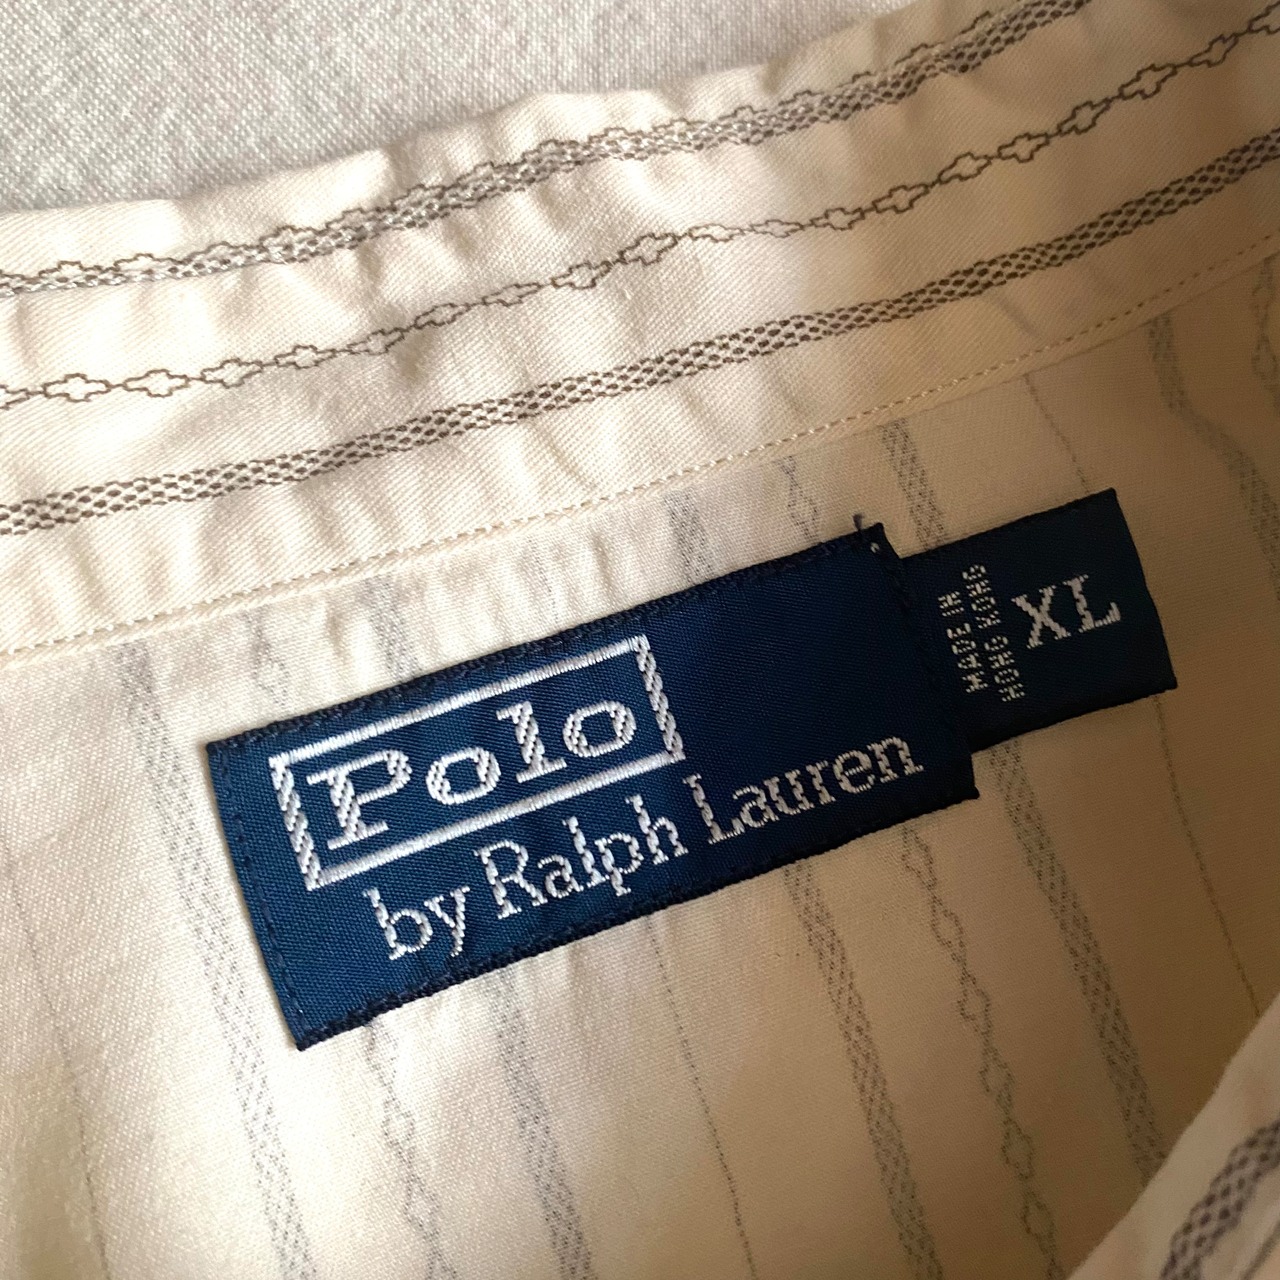 Polo
by Ralph Lauren
MADE IN
HONG KONG
XL